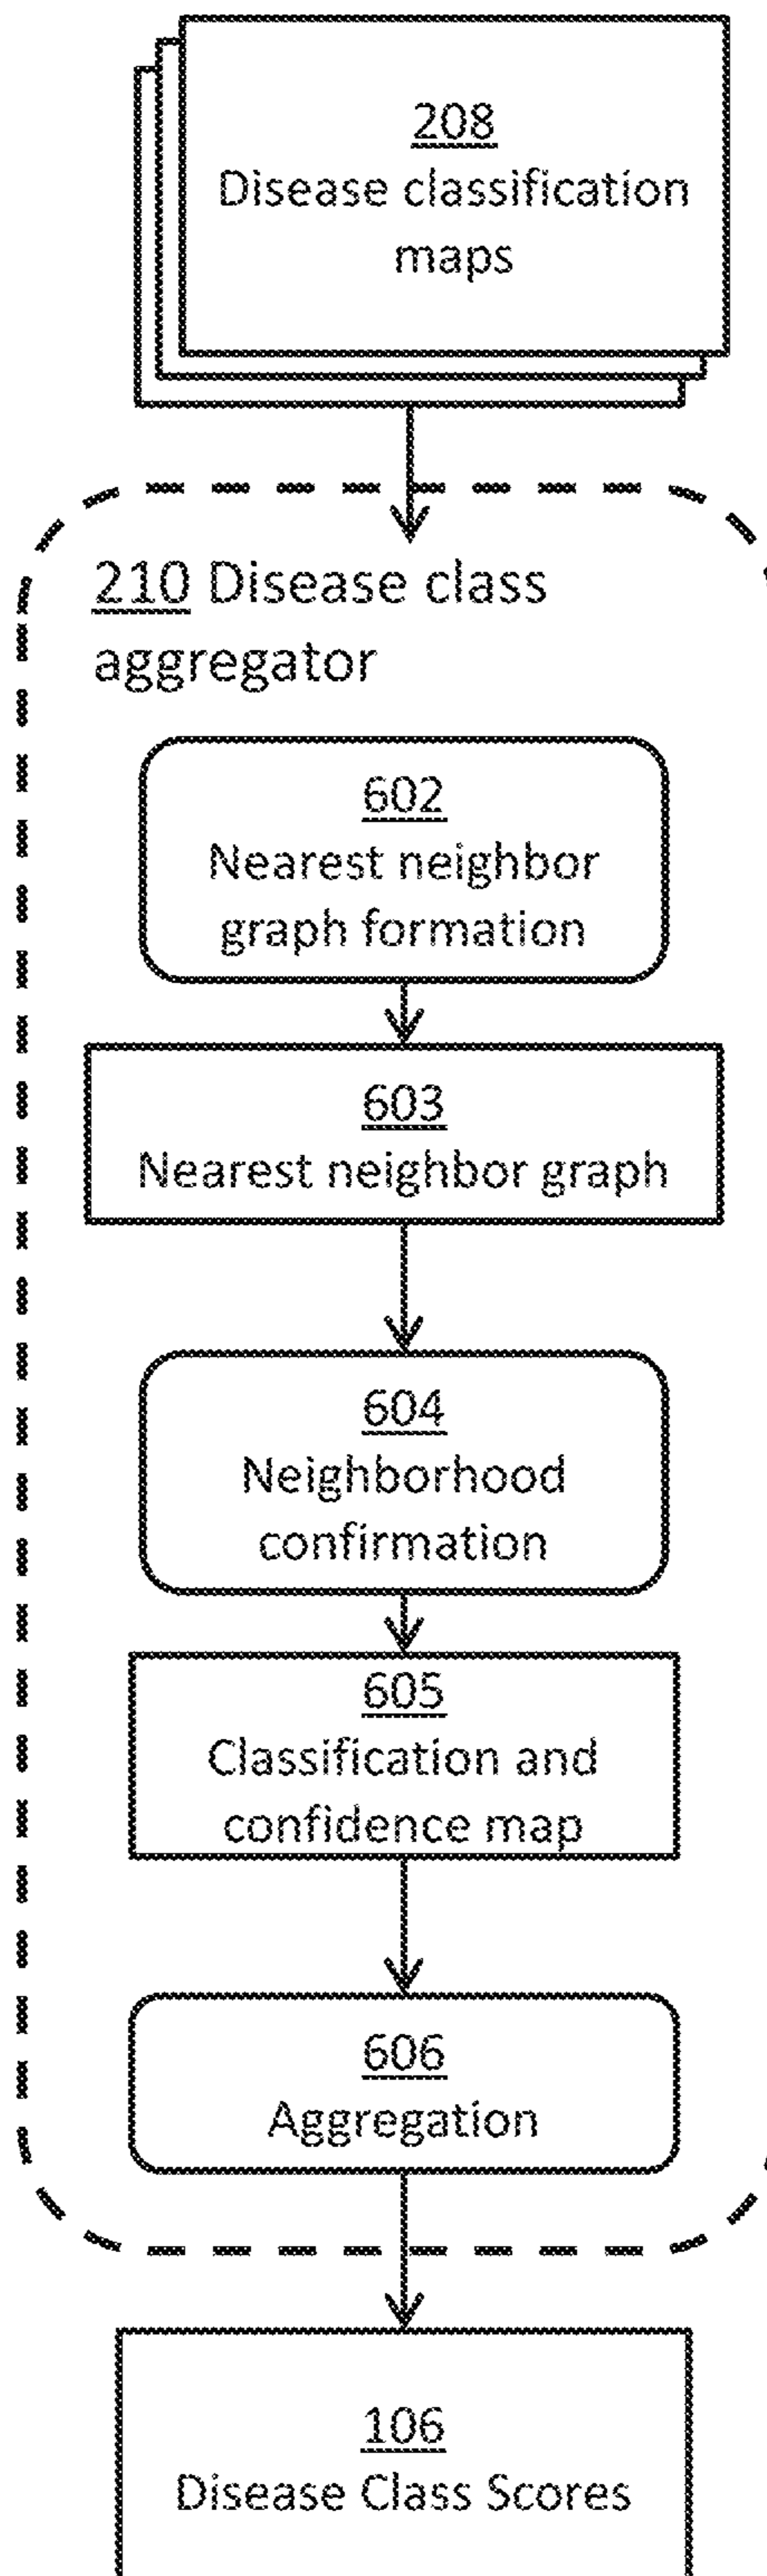 208
Disease classification
maps
210 Disease class
aggregator
602
Nearest neighbor
graph formation
603
Nearest neighbor graph
604
Neighborhood
confirmation
605
Classification and
confidence map
606
Aggregation
106
Disease Class Scores